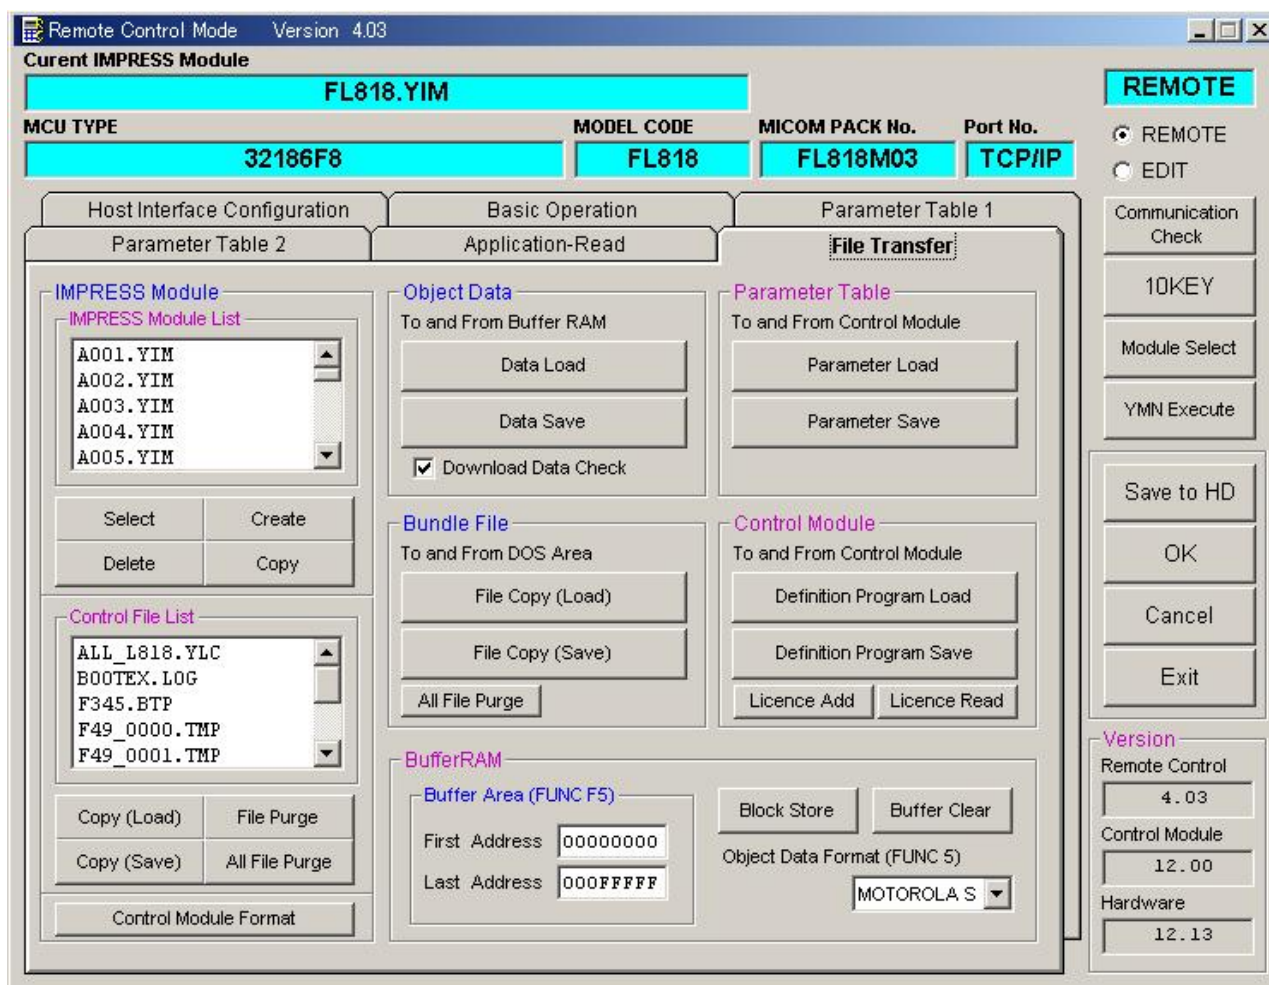 Remote Control Mode Version 4.03
Curent IMPRESS Module
FL818.YIM
REMOTE
MCU TYPE
MODEL CODE
MICOM PACK No.
Port No.
32186F8
FL818
FL818M03
TCP/IP
REMOTE
EDIT
Host Interface Configuration
Basic Operation
Parameter Table 1
Parameter Table 2
Application-Read
File Transfer
IMPRESS Module
IMPRESS Module List
A001.YIM
A002.YIM
A003.YIM
A004.YIM
A005.YIM
Select
Create
Delete
Copy
Control File List
ALL_L818.YLC
BOOTEX.LOG
F345.BTP
F49_0000.TMP
F49_0001.TMP
Copy (Load)
File Purge
Copy (Save)
All File Purge
Control Module Format
Object Data
To and From Buffer RAM
Data Load
Data Save
Download Data Check
Parameter Table
To and From Control Module
Parameter Load
Parameter Save
Bundle File
To and From DOS Area
File Copy (Load)
File Copy (Save)
All File Purge
Control Module
To and From Control Module
Definition Program Load
Definition Program Save
Licence Add
Licence Read
BufferRAM
Buffer Area (FUNC F5)
First Address 00000000
Last Address 000FFFFF
Block Store
Buffer Clear
Object Data Format (FUNC 5)
MOTOROLA S
Communication
Check
10KEY
Module Select
YMN Execute
Save to HD
OK
Cancel
Exit
Version
Remote Control
4.03
Control Module
12.00
Hardware
12.13